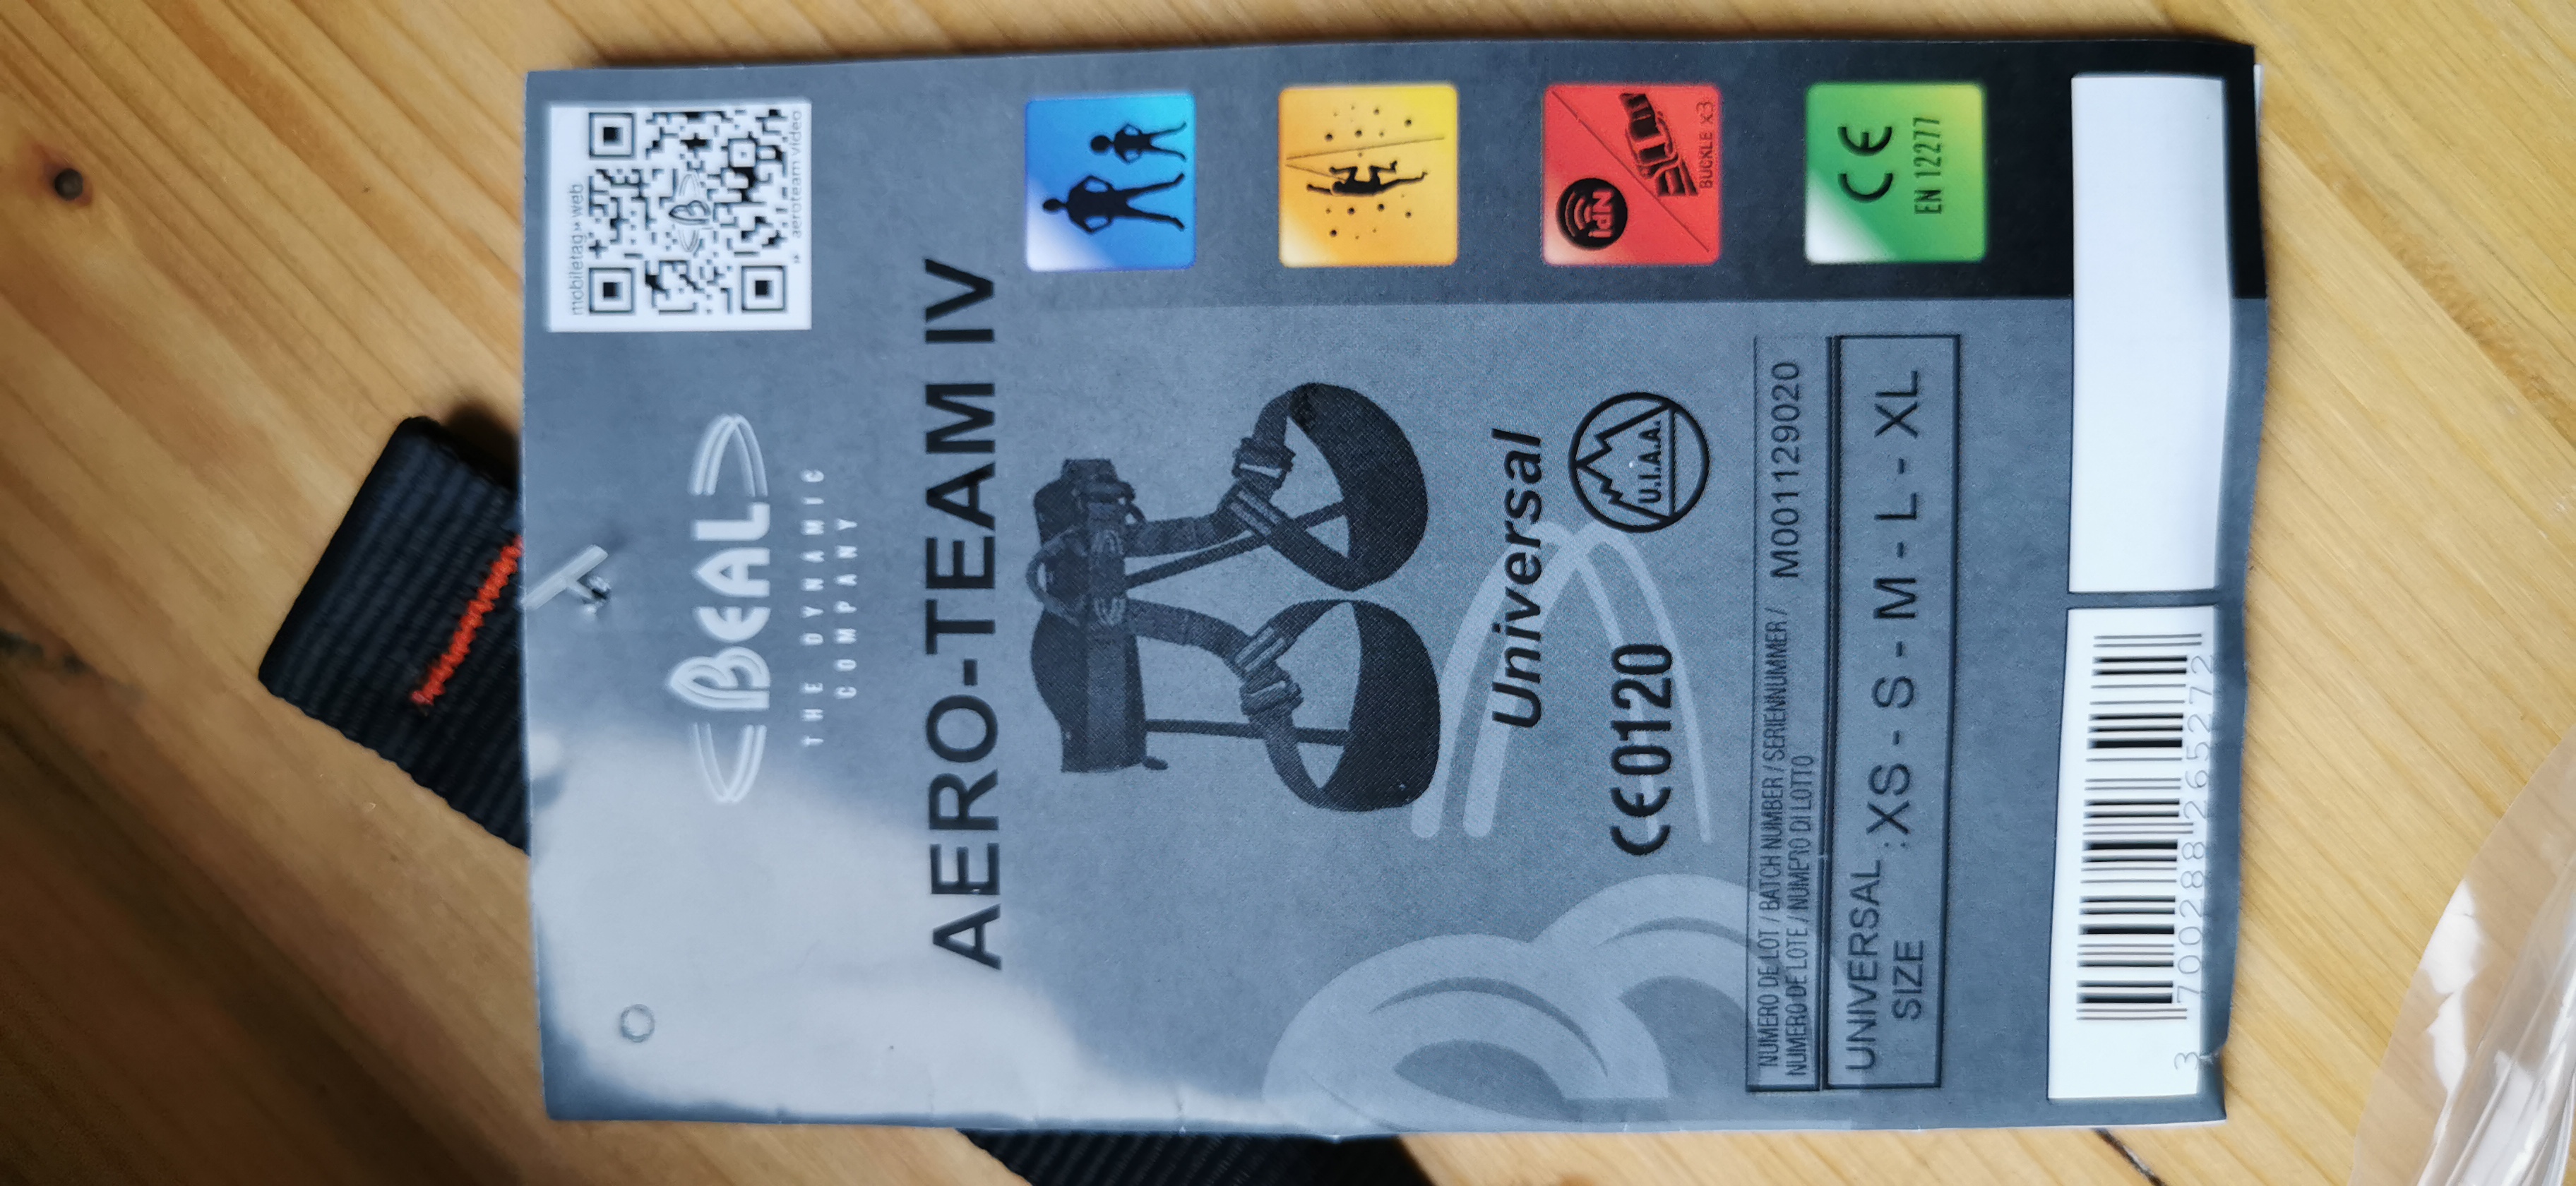 mobiletag web
aeroteam video
BEAL
THE DYNAMIC
COMPANY
AERO-TEAM IV
IdN
BUCKLE X3
CE
EN 12277
Universal
CE0120
U.I.A.A.
NUMERO DE LOT / BATCH NUMBER / SERIENNUMMER /
NUMERO DE LOTE / NUMERO DI LOTTO
M001129020
UNIVERSAL
SIZE
: XS - S - M - L - XL
3 700288 265272